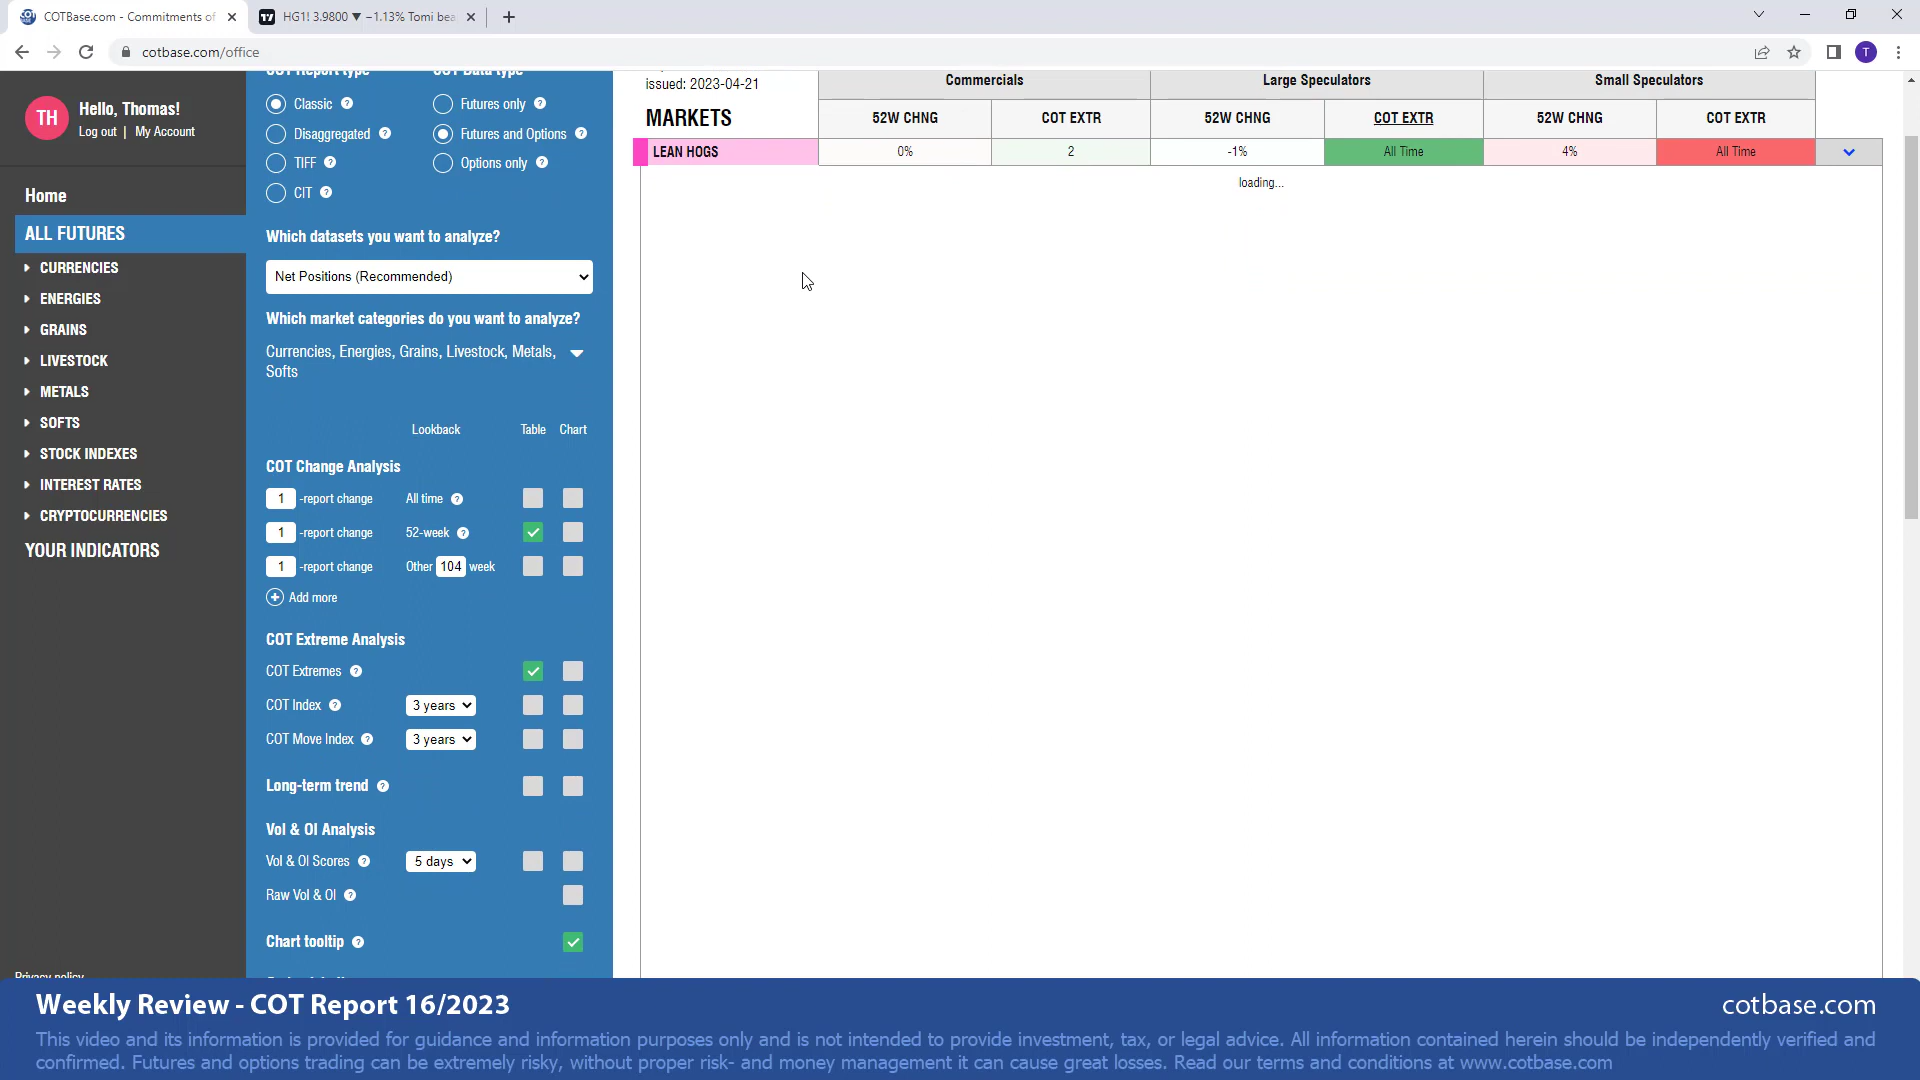 COTBase.com - Commitments of
HG1! 3.9800 ▼ −1.13% Tomi bea
cotbase.com/office
T
TH
Hello, Thomas!
Log out | My Account
Home
ALL FUTURES
CURRENCIES
ENERGIES
GRAINS
LIVESTOCK
METALS
SOFTS
STOCK INDEXES
INTEREST RATES
CRYPTOCURRENCIES
YOUR INDICATORS
Privacy policy
COT Report type COT Data type
Classic ? Futures only ?
Disaggregated ? Futures and Options ?
TIFF ? Options only ?
CIT ?
Which datasets you want to analyze?
Net Positions (Recommended)
Which market categories do you want to analyze?
Currencies, Energies, Grains, Livestock, Metals,
Softs
Lookback Table Chart
COT Change Analysis
1 -report change All time ?
1 -report change 52-week ?
1 -report change Other 104 week
Add more
COT Extreme Analysis
COT Extremes ?
COT Index ? 3 years
COT Move Index ? 3 years
Long-term trend ?
Vol & OI Analysis
Vol & OI Scores ? 5 days
Raw Vol & OI ?
Chart tooltip ?
issued: 2023-04-21 Commercials Large Speculators Small Speculators
MARKETS 52W CHNG COT EXTR 52W CHNG COT EXTR 52W CHNG COT EXTR
LEAN HOGS 0% 2 -1% All Time 4% All Time
loading...
Weekly Review - COT Report 16/2023 cotbase.com
This video and its information is provided for guidance and information purposes only and is not intended to provide investment, tax, or legal advice. All information contained herein should be independently verified and
confirmed. Futures and options trading can be extremely risky, without proper risk- and money management it can cause great losses. Read our terms and conditions at www.cotbase.com